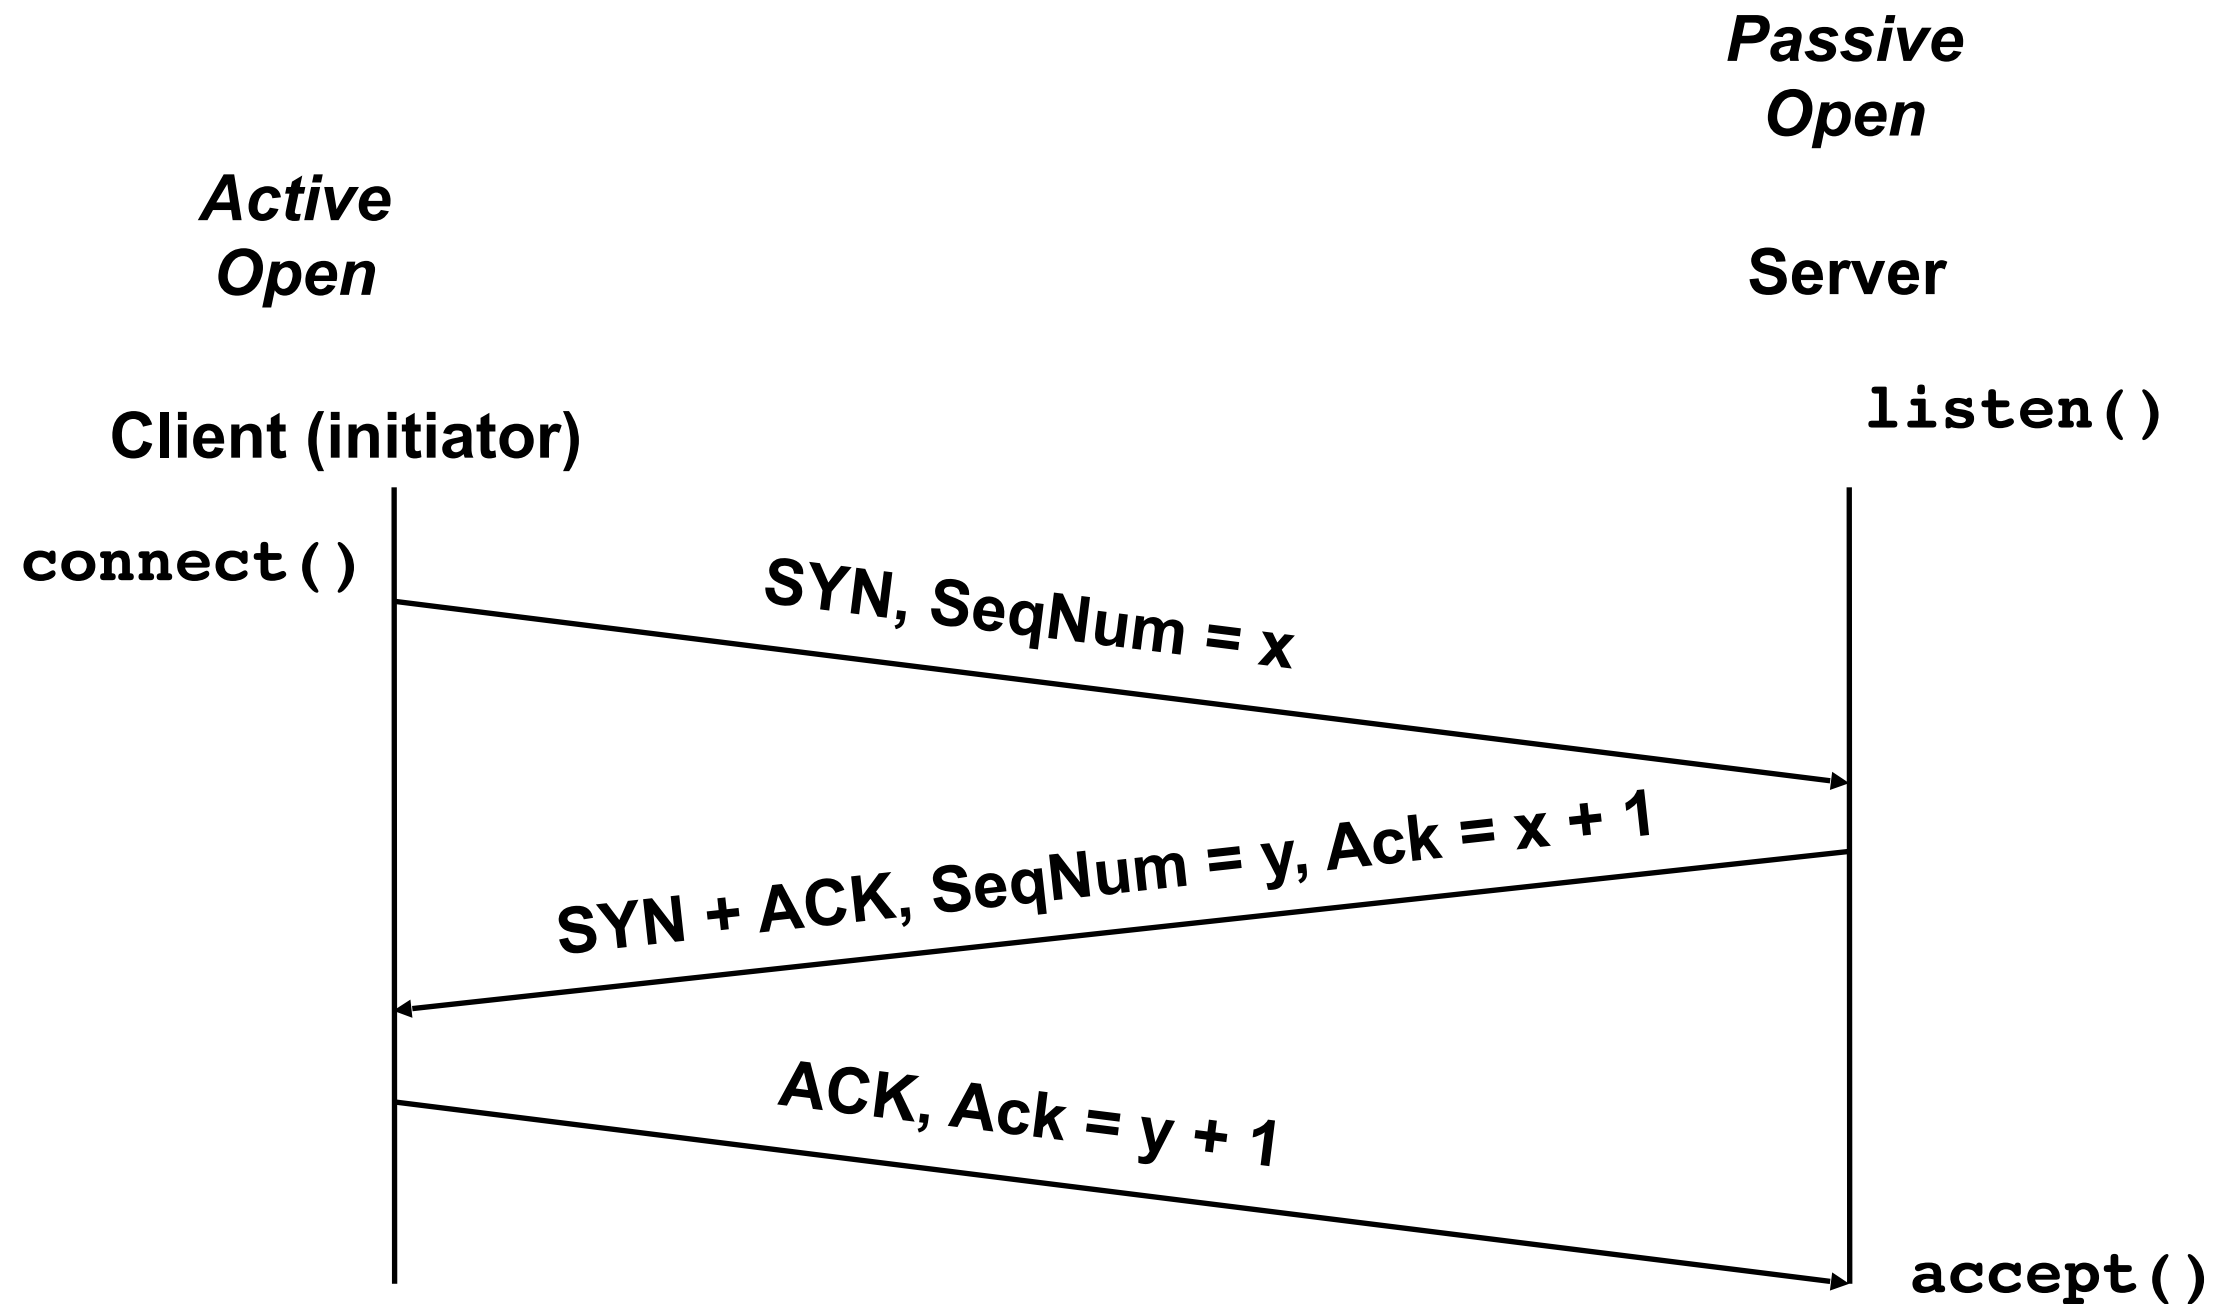 Passive
Open
Active
Open
Server
Client (initiator)
listen()
connect()
SYN, SeqNum = x
SYN + ACK, SeqNum = y, Ack = x + 1
ACK, Ack = y + 1
accept()